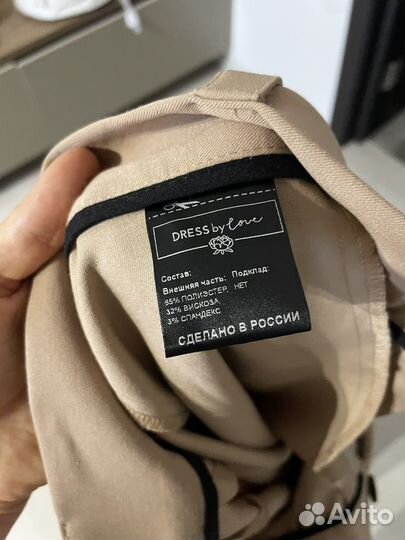 DRESS by love
Состав:
Внешняя часть: Подклад:
65% ПОЛИЭСТЕР, НЕТ
32% ВИСКОЗА
3% СПАНДЕКС
СДЕЛАНО В РОССИИ
Avito